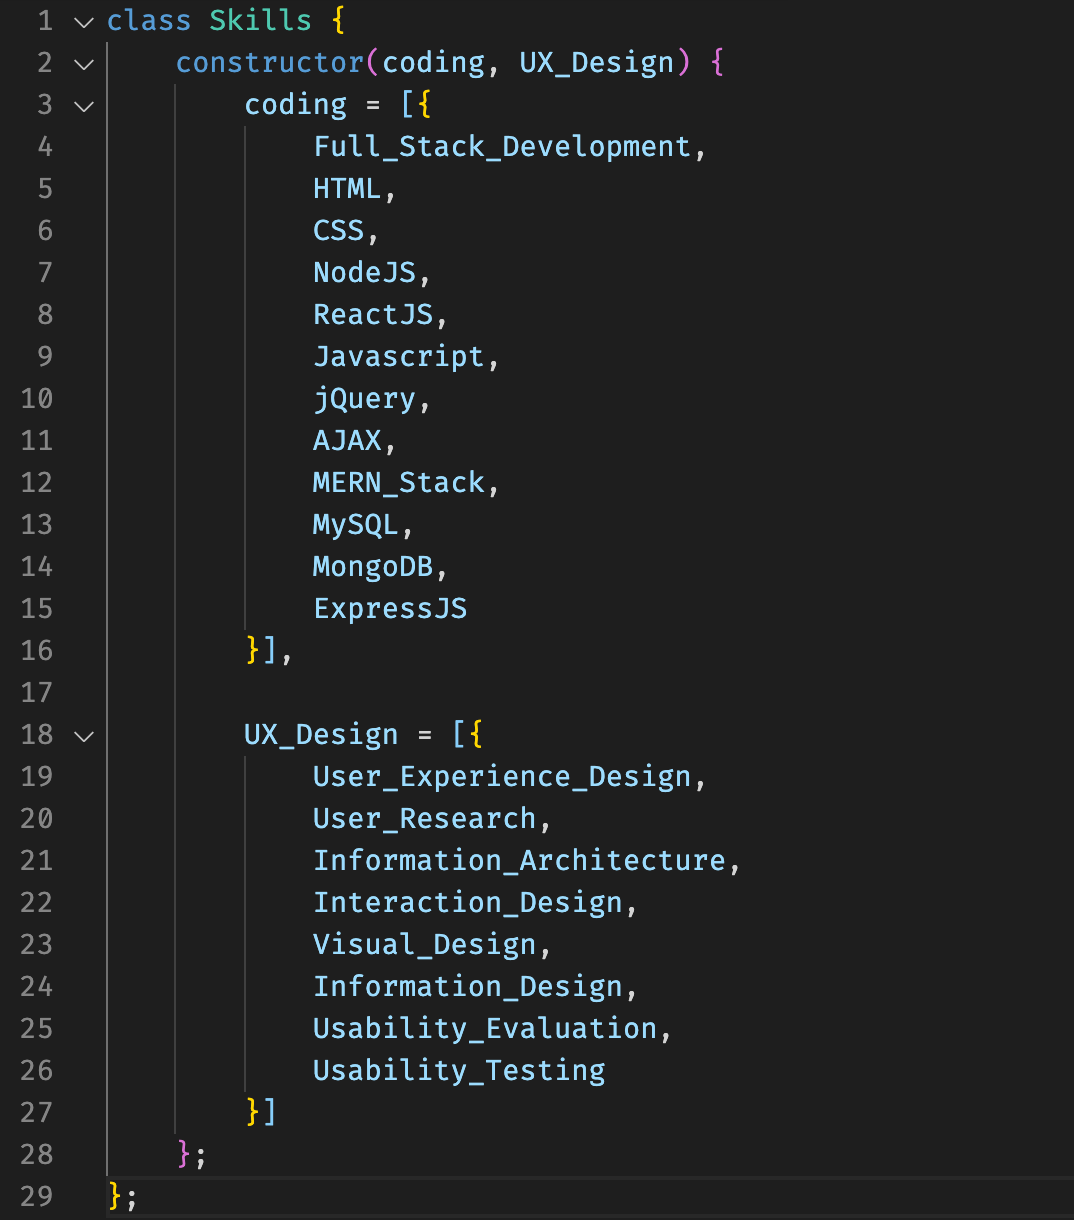 1 class Skills {
2 constructor(coding, UX_Design) {
3 coding = [{
4 Full_Stack_Development,
5 HTML,
6 CSS,
7 NodeJS,
8 ReactJS,
9 Javascript,
10 jQuery,
11 AJAX,
12 MERN_Stack,
13 MySQL,
14 MongoDB,
15 ExpressJS
16 }],
17
18 UX_Design = [{
19 User_Experience_Design,
20 User_Research,
21 Information_Architecture,
22 Interaction_Design,
23 Visual_Design,
24 Information_Design,
25 Usability_Evaluation,
26 Usability_Testing
27 }]
28 };
29 };